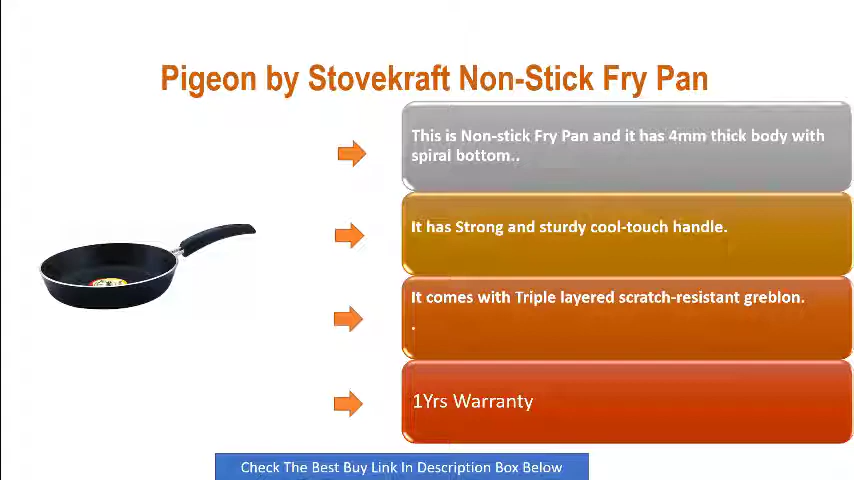 Pigeon by Stovekraft Non-Stick Fry Pan
This is Non-stick Fry Pan and it has 4mm thick body with
spiral bottom..
It has Strong and sturdy cool-touch handle.
It comes with Triple layered scratch-resistant greblon.
.
1Yrs Warranty
Check The Best Buy Link In Description Box Below